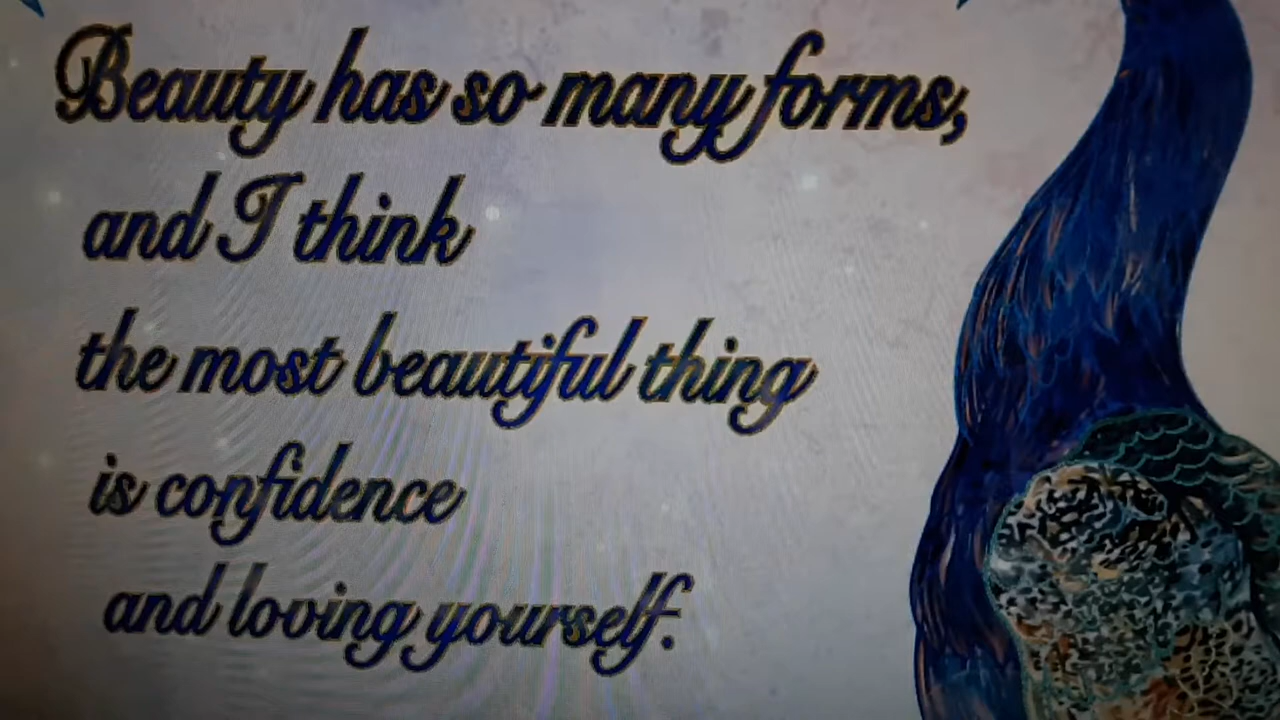 Beauty has so many forms,
and I think
the most beautiful thing
is confidence
and loving yourself.